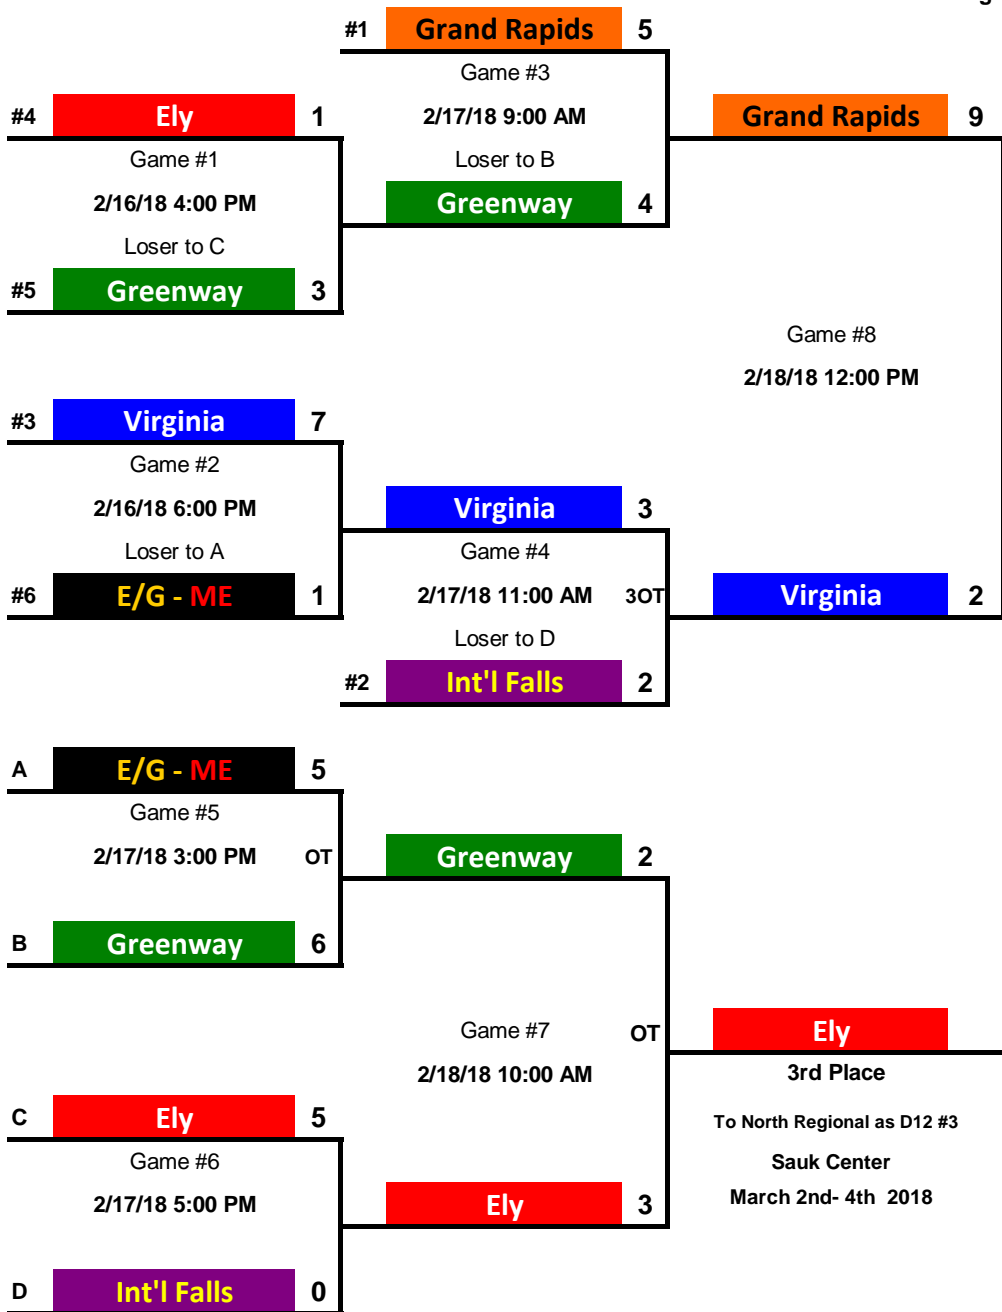 g
#1 Grand Rapids 5
Game #3
2/17/18 9:00 AM
Loser to B
Greenway 4
#4 Ely 1
Game #1
2/16/18 4:00 PM
Loser to C
#5 Greenway 3
Grand Rapids 9
Game #8
2/18/18 12:00 PM
#3 Virginia 7
Game #2
2/16/18 6:00 PM
Loser to A
#6 E/G - ME 1
Virginia 3
Game #4
2/17/18 11:00 AM 3OT
Loser to D
#2 Int'l Falls 2
Virginia 2
A E/G - ME 5
Game #5
2/17/18 3:00 PM OT
B Greenway 6
Greenway 2
Game #7 OT
2/18/18 10:00 AM
Ely 3
C Ely 5
Game #6
2/17/18 5:00 PM
D Int'l Falls 0
Ely
3rd Place
To North Regional as D12 #3
Sauk Center
March 2nd- 4th 2018